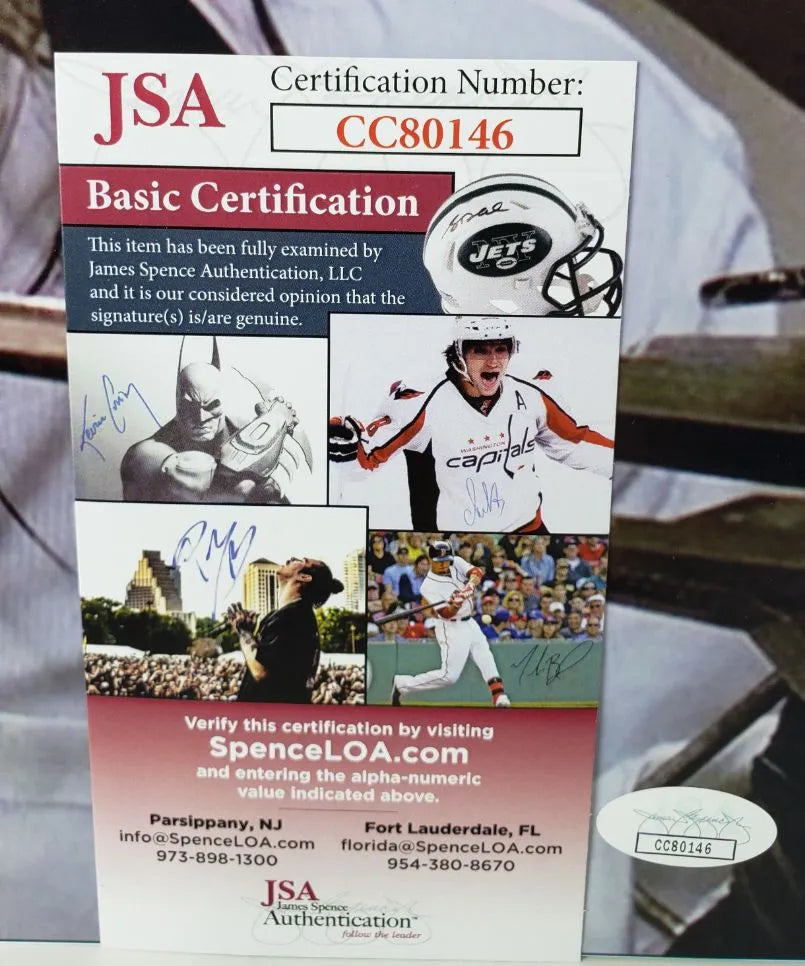 JSA
Certification Number:
CC80146
Basic Certification
This item has been fully examined by
James Spence Authentication, LLC
and it is our considered opinion that the
signature(s) is/are genuine.
JETS
NY
WASHINGTON
capitals
A
Verify this certification by visiting
SpenceLOA.com
and entering the alpha-numeric
value indicated above.
Parsippany, NJ
info@SpenceLOA.com
973-898-1300
Fort Lauderdale, FL
florida@SpenceLOA.com
954-380-8670
JSA
James Spence
Authentication
follow the leader
CC80146